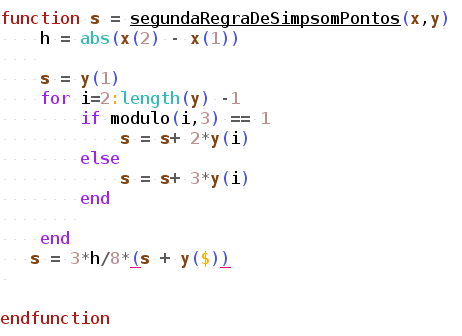 function s = segundaRegraDeSimpsomPontos(x,y)
h = abs(x(2) - x(1))
s = y(1)
for i=2:length(y) -1
if modulo(i,3) == 1
s = s+ 2*y(i)
else
s = s+ 3*y(i)
end
end
s = 3*h/8*(s + y($))
endfunction